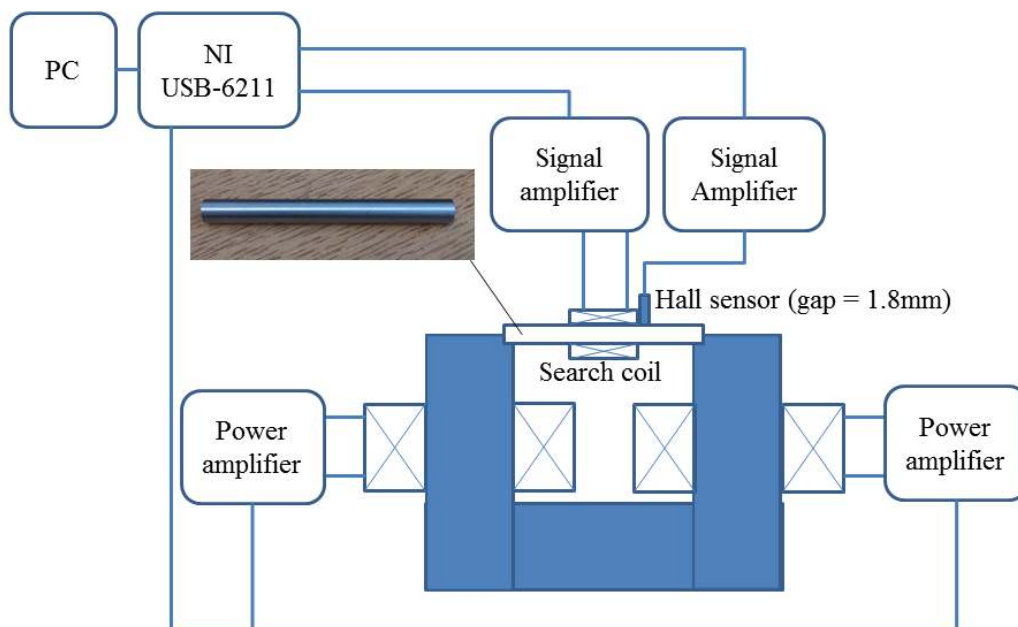 PC
NI
USB-6211
Signal
amplifier
Signal
Amplifier
Hall sensor (gap = 1.8mm)
Search coil
Power
amplifier
Power
amplifier